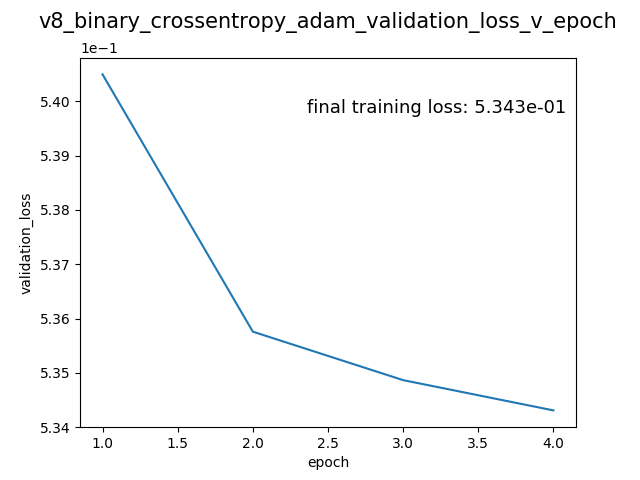 v8_binary_crossentropy_adam_validation_loss_v_epoch
1e−1
final training loss: 5.343e-01
5.40
5.39
5.38
5.37
5.36
5.35
5.34
validation_loss
1.0 1.5 2.0 2.5 3.0 3.5 4.0
epoch